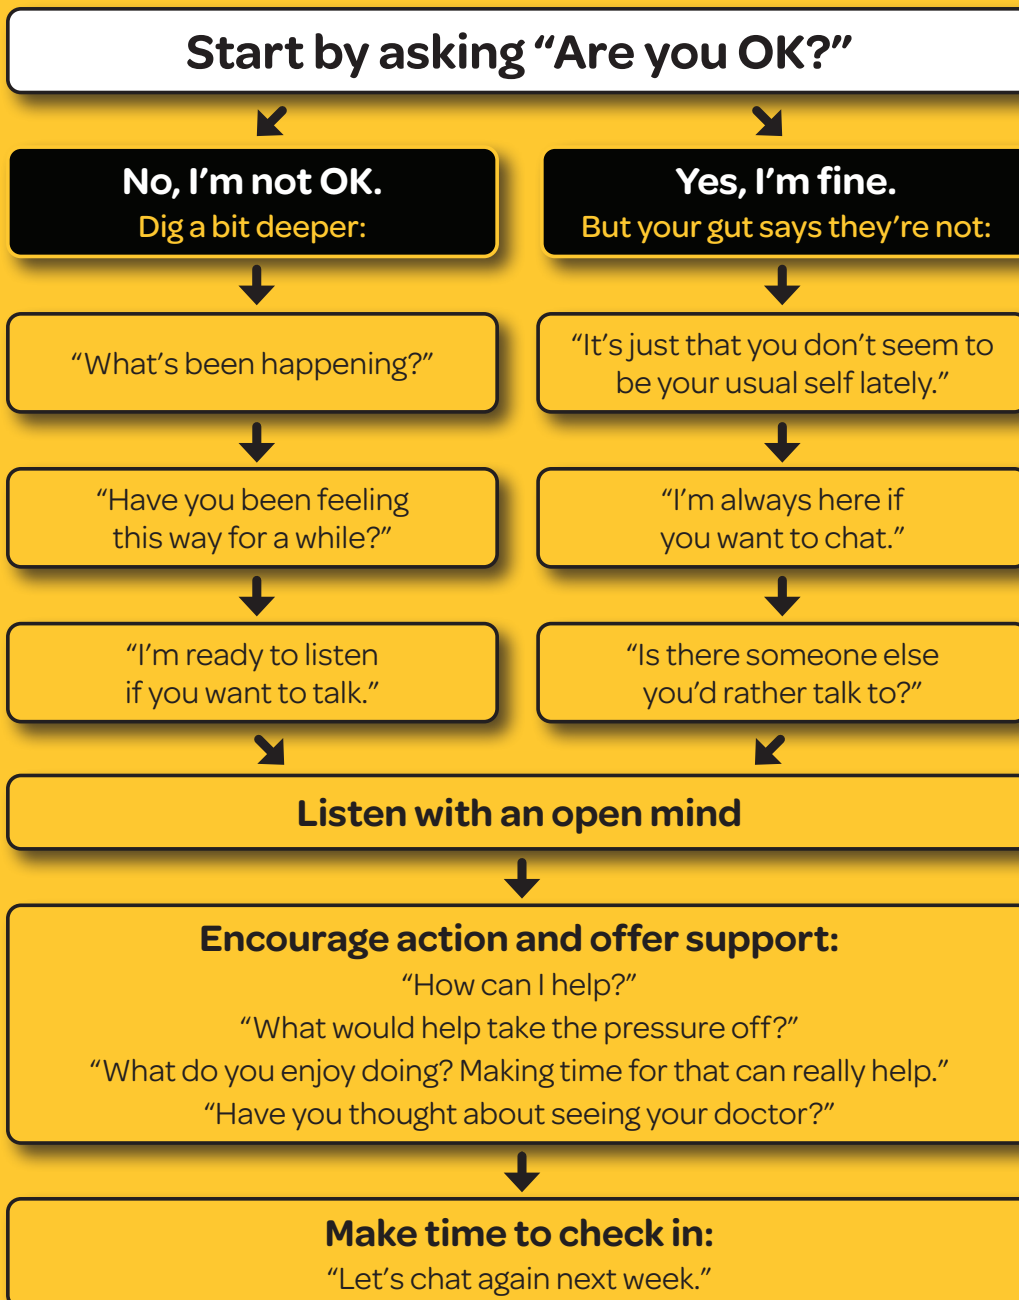 Start by asking “Are you OK?”
No, I’m not OK.
Dig a bit deeper:
“What’s been happening?”
“Have you been feeling
this way for a while?”
“I’m ready to listen
if you want to talk.”
Yes, I’m fine.
But your gut says they’re not:
“It’s just that you don’t seem to
be your usual self lately.”
“I’m always here if
you want to chat.”
“Is there someone else
you’d rather talk to?”
Listen with an open mind
Encourage action and offer support:
“How can I help?”
“What would help take the pressure off?”
“What do you enjoy doing? Making time for that can really help.”
“Have you thought about seeing your doctor?”
Make time to check in:
“Let’s chat again next week.”